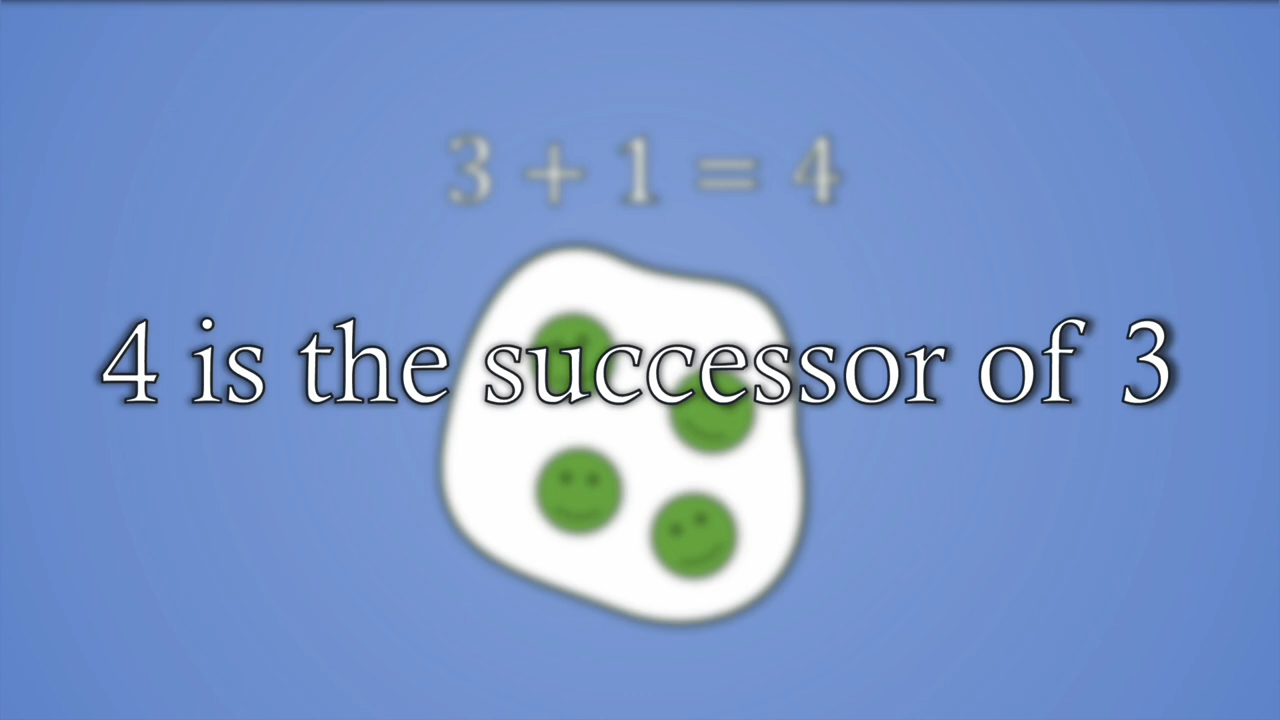 3 + 1 = 4
4 is the successor of 3